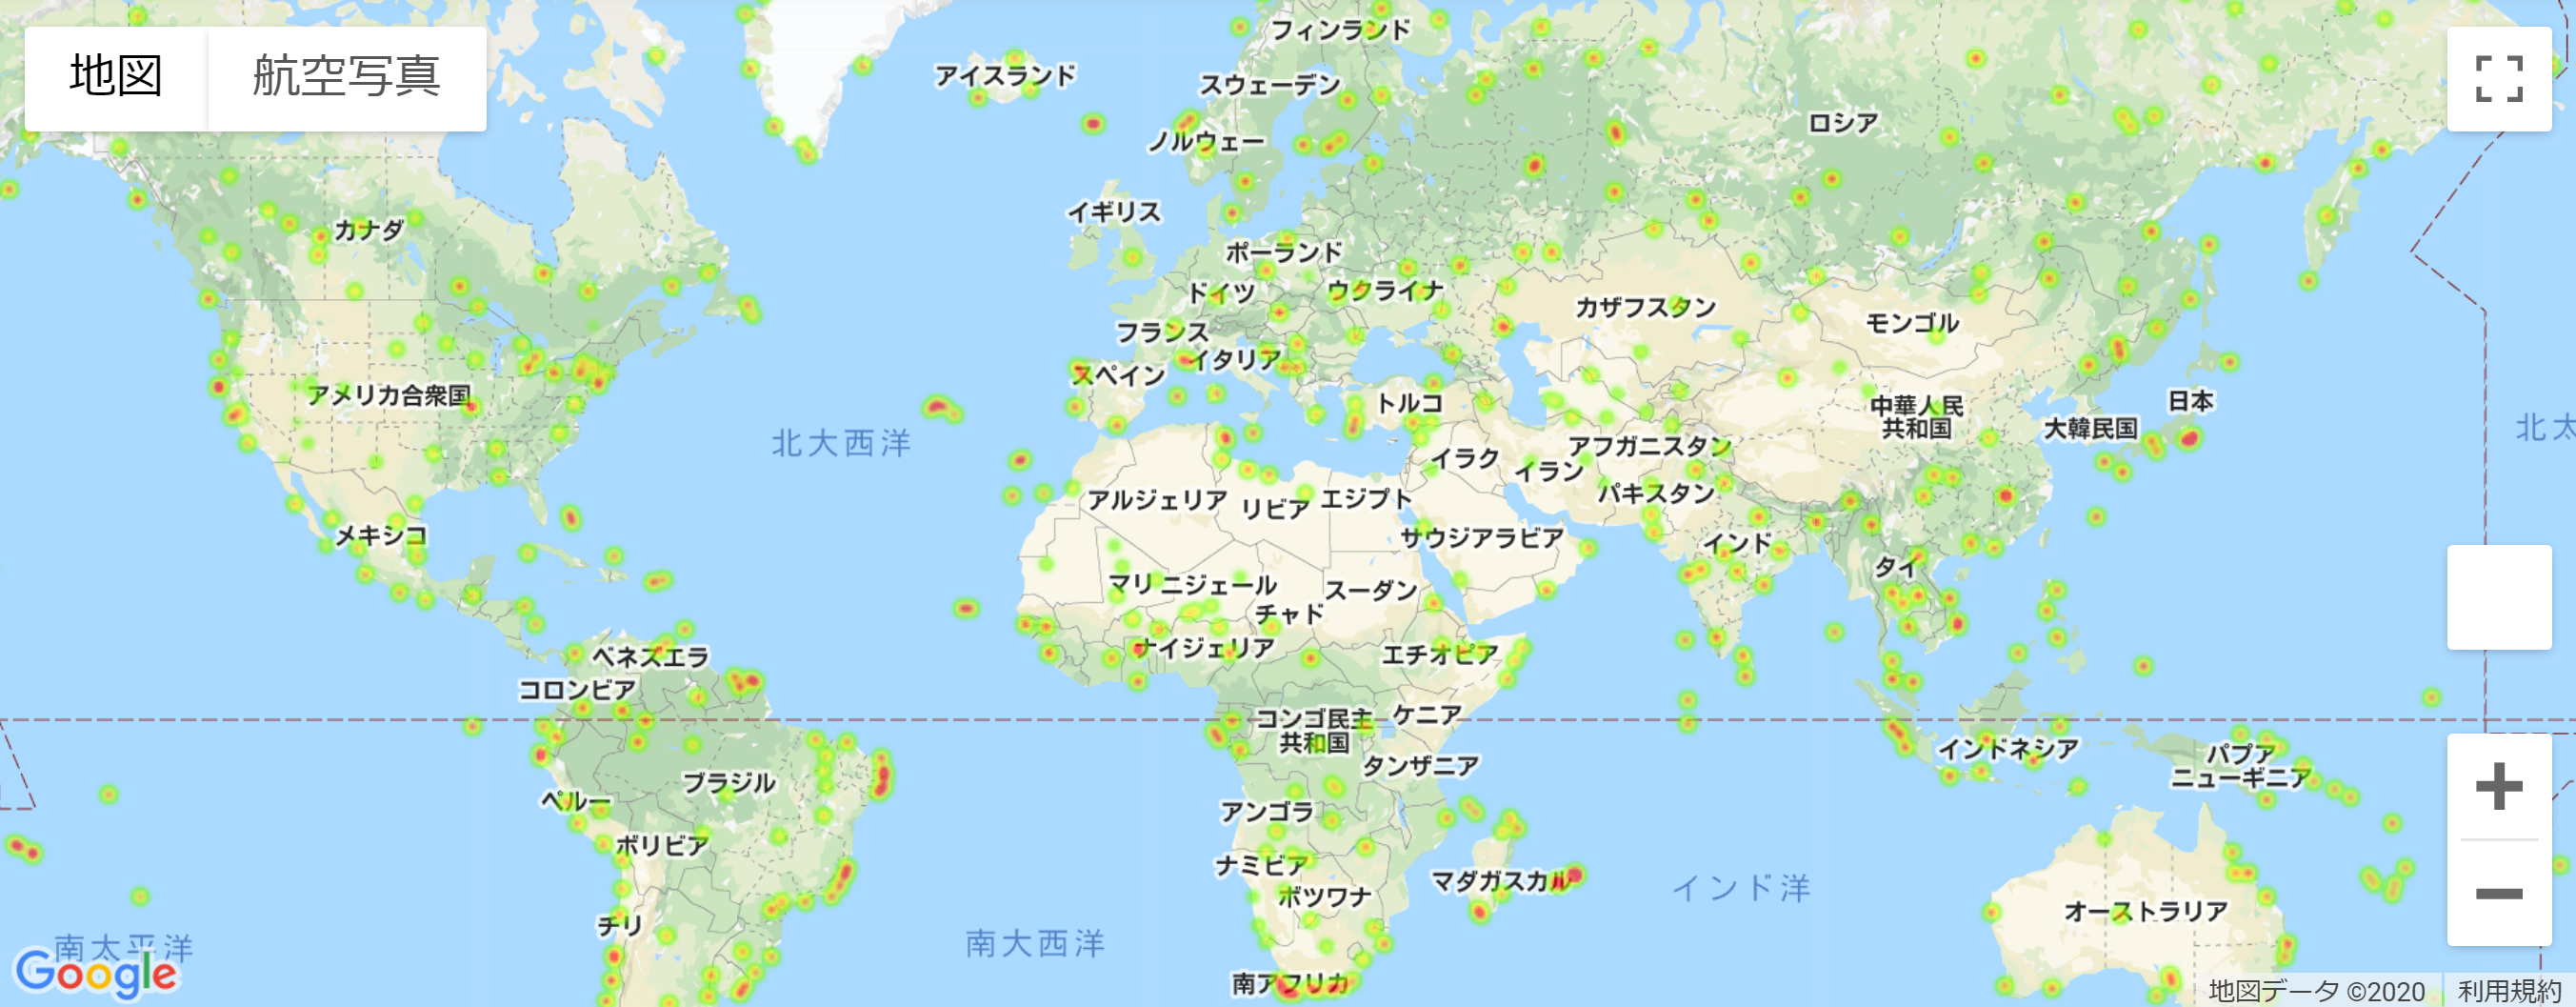 地図
航空写真
フィンランド
アイスランド
スウェーデン
ノルウェー
ロシア
イギリス
カナダ
ポーランド
ドイツ
ウクライナ
カザフスタン
モンゴル
フランス
イタリア
スペイン
アメリカ合衆国
トルコ
中華人民
共和国
日本
大韓民国
北大西洋
北太
アフガニスタン
イラク
イラン
パキスタン
アルジェリア
リビア
エジプト
メキシコ
サウジアラビア
インド
タイ
マリ
ニジェール
スーダン
チャド
ベネズエラ
ナイジェリア
エチオピア
コロンビア
コンゴ民主
共和国
ケニア
インドネシア
パプア
ニューギニア
タンザニア
ブラジル
ペルー
アンゴラ
ボリビア
ナミビア
マダガスカル
インド洋
ボツワナ
オーストラリア
チリ
南太平洋
南大西洋
南アフリカ
Google
地図データ ©2020
利用規約